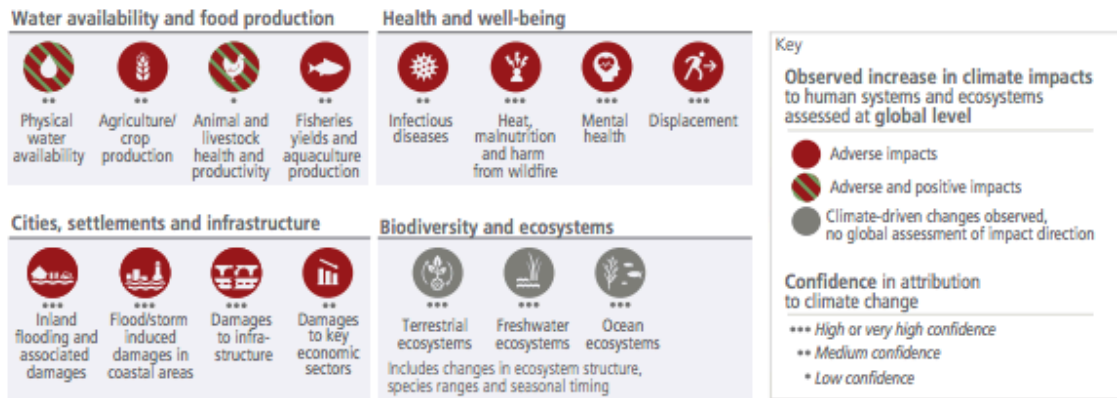 Water availability and food production
Physical
water
availability
Agriculture/
crop
production
Animal and
livestock
health and
productivity
Fisheries
yields and
aquaculture
production
Health and well-being
Infectious
diseases
Heat,
malnutrition
and harm
from wildfire
Mental
health
Displacement
Cities, settlements and infrastructure
Inland
flooding and
associated
damages
Flood/storm
induced
damages in
coastal areas
Damages
to infra-
structure
Damages
to key
economic
sectors
Biodiversity and ecosystems
Terrestrial
ecosystems
Freshwater
ecosystems
Ocean
ecosystems
Includes changes in ecosystem structure,
species ranges and seasonal timing
Key
Observed increase in climate impacts
to human systems and ecosystems
assessed at global level
Adverse impacts
Adverse and positive impacts
Climate-driven changes observed,
no global assessment of impact direction
Confidence in attribution
to climate change
••• High or very high confidence
•• Medium confidence
• Low confidence